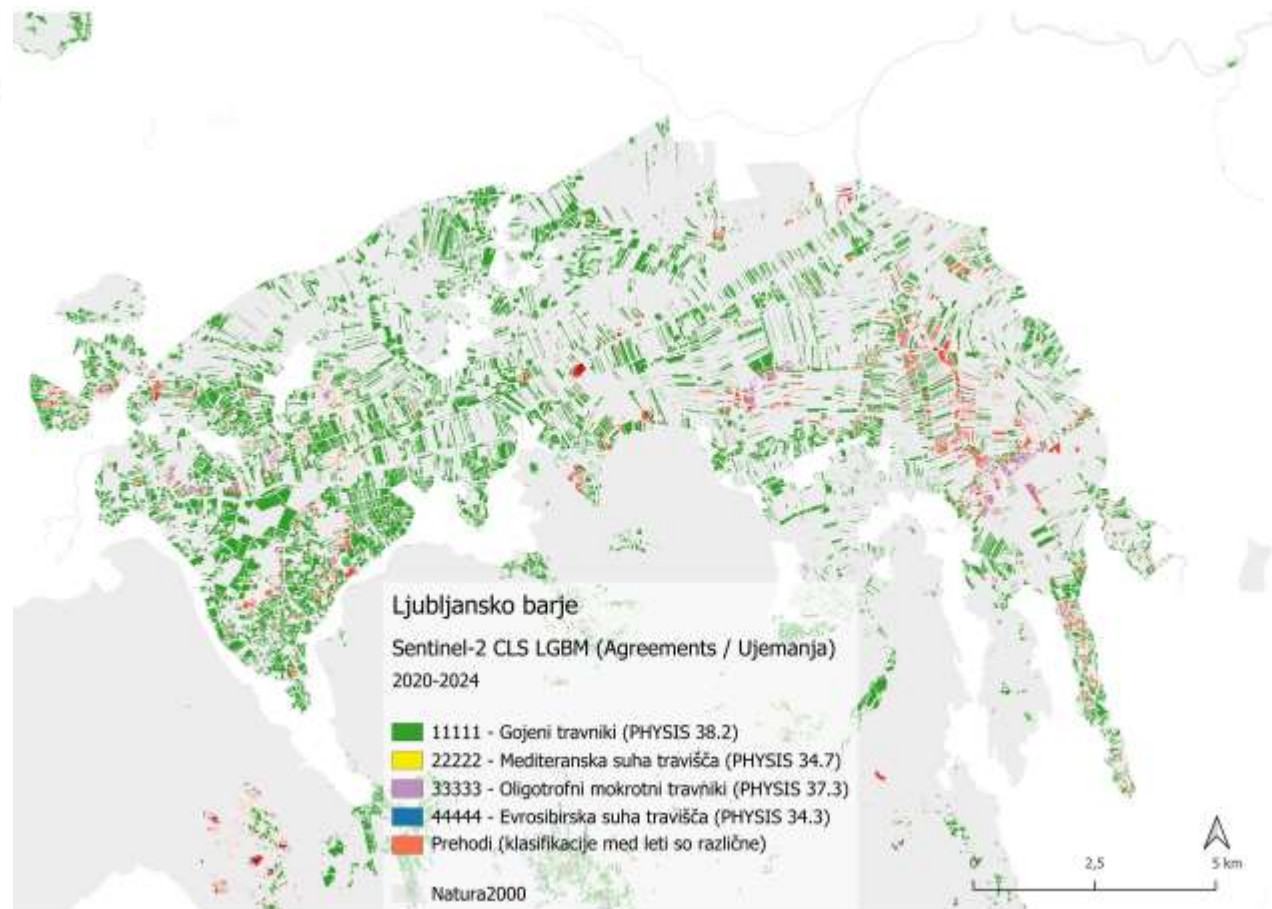 Ljubljansko barje
Sentinel-2 CLS LGBM (Agreements / Ujemanja)
2020-2024
11111 - Gojeni travniki (PHYSIS 38.2)
22222 - Mediteranska suha travišča (PHYSIS 34.7)
33333 - Oligotrofni mokrotni travniki (PHYSIS 37.3)
44444 - Evrosibirska suha travišča (PHYSIS 34.3)
Prehodi (klasifikacije med leti so različne)
Natura2000
0 2,5 5 km